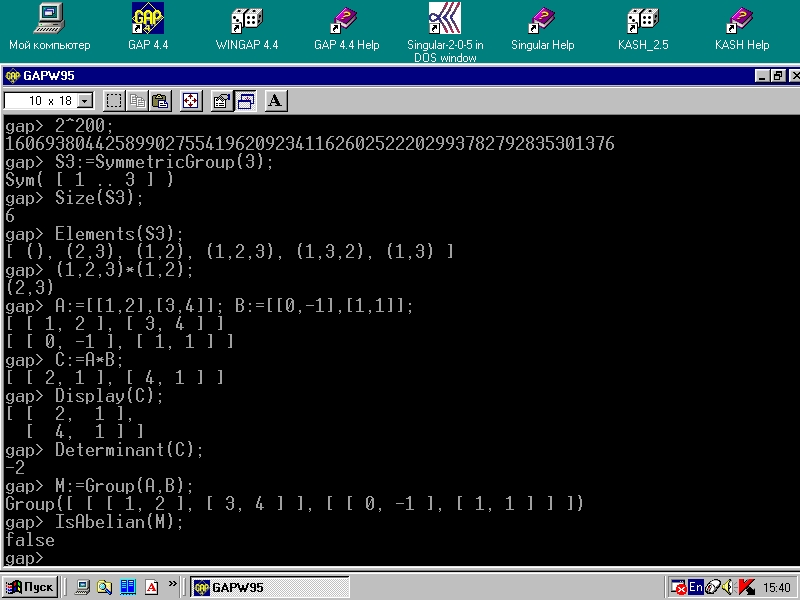 Мой компьютер
GAP 4.4
WINGAP 4.4
GAP 4.4 Help
Singular-2-0-5 in
DOS window
Singular Help
KASH_2.5
KASH Help
GAPW95
10 x 18
A
gap> 2^200;
1606938044258990275541962092341162602522202993782792835301376
gap> S3:=SymmetricGroup(3);
Sym( [ 1 .. 3 ] )
gap> Size(S3);
6
gap> Elements(S3);
[ (), (2,3), (1,2), (1,2,3), (1,3,2), (1,3) ]
gap> (1,2,3)*(1,2);
(2,3)
gap> A:=[[1,2],[3,4]]; B:=[[0,-1],[1,1]];
[ [ 1, 2 ], [ 3, 4 ] ]
[ [ 0, -1 ], [ 1, 1 ] ]
gap> C:=A*B;
[ [ 2, 1 ], [ 4, 1 ] ]
gap> Display(C);
[ [  2,  1 ],
  [  4,  1 ] ]
gap> Determinant(C);
-2
gap> M:=Group(A,B);
Group([ [ [ 1, 2 ], [ 3, 4 ] ], [ [ 0, -1 ], [ 1, 1 ] ] ])
gap> IsAbelian(M);
false
gap>
Пуск
GAPW95
En
15:40